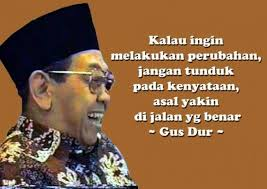 Kalau ingin
melakukan perubahan,
jangan tunduk
pada kenyataan,
asal yakin
di jalan yg benar
~ Gus Dur ~